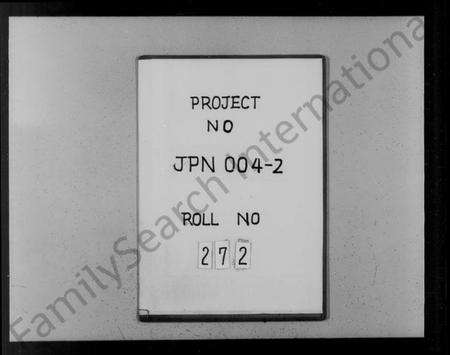 PROJECT
NO
JPN 004-2
ROLL NO
272
FamilySearch International